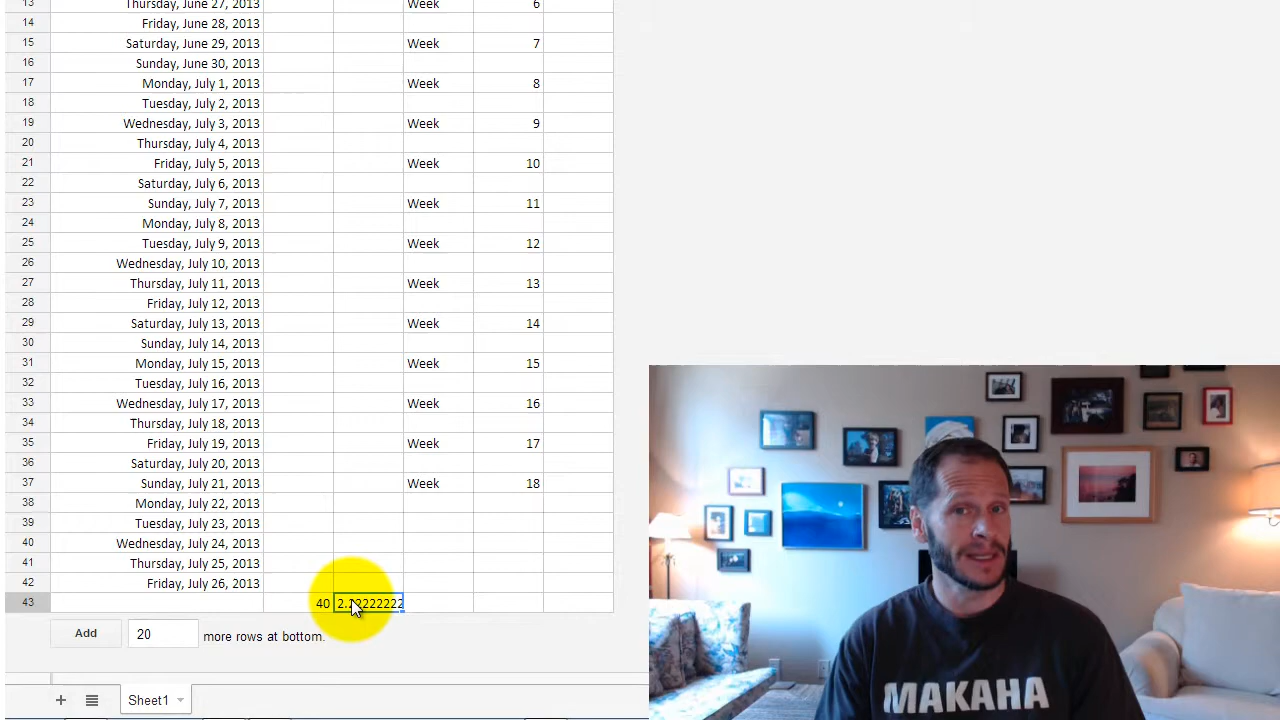 13 Thursday, June 27, 2013 Week 6
14 Friday, June 28, 2013
15 Saturday, June 29, 2013 Week 7
16 Sunday, June 30, 2013
17 Monday, July 1, 2013 Week 8
18 Tuesday, July 2, 2013
19 Wednesday, July 3, 2013 Week 9
20 Thursday, July 4, 2013
21 Friday, July 5, 2013 Week 10
22 Saturday, July 6, 2013
23 Sunday, July 7, 2013 Week 11
24 Monday, July 8, 2013
25 Tuesday, July 9, 2013 Week 12
26 Wednesday, July 10, 2013
27 Thursday, July 11, 2013 Week 13
28 Friday, July 12, 2013
29 Saturday, July 13, 2013 Week 14
30 Sunday, July 14, 2013
31 Monday, July 15, 2013 Week 15
32 Tuesday, July 16, 2013
33 Wednesday, July 17, 2013 Week 16
34 Thursday, July 18, 2013
35 Friday, July 19, 2013 Week 17
36 Saturday, July 20, 2013
37 Sunday, July 21, 2013 Week 18
38 Monday, July 22, 2013
39 Tuesday, July 23, 2013
40 Wednesday, July 24, 2013
41 Thursday, July 25, 2013
42 Friday, July 26, 2013
43 40 2.222222222
Add 20 more rows at bottom.
Sheet1
MAKAHA